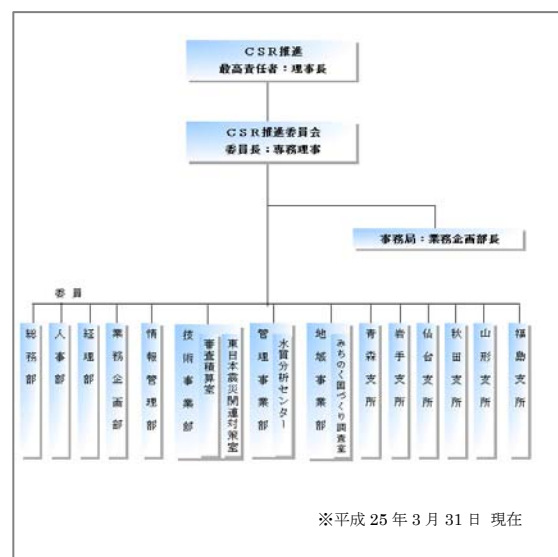 CSR推進
最高責任者：理事長
CSR推進委員会
委員長：専務理事
事務局：業務企画部長
委員
総務部
人事部
経理部
業務企画部
情報管理部
技術事業部
審査積算室
東日本震災関連対策室
管理事業部
水質分析センター
地域事業部
みちのく国づくり調査室
青森支所
岩手支所
仙台支所
秋田支所
山形支所
福島支所
※平成25年3月31日 現在